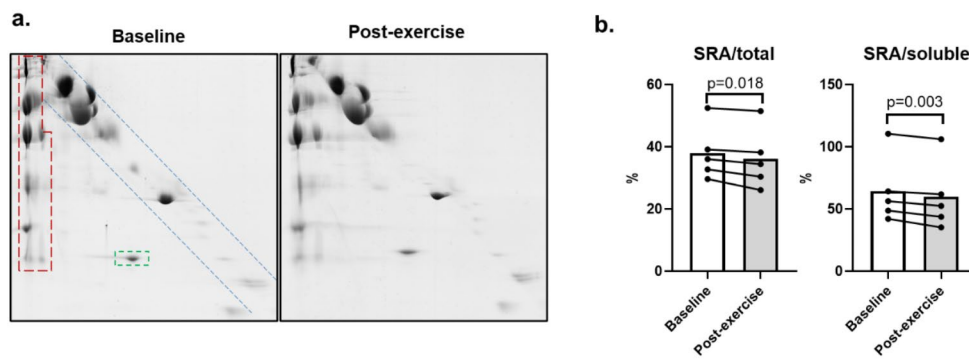 a.
Baseline
Post-exercise
b.
SRA/total
p=0.018
60
40
20
0
%
Baseline
Post-exercise
SRA/soluble
p=0.003
150
100
50
0
%
Baseline
Post-exercise